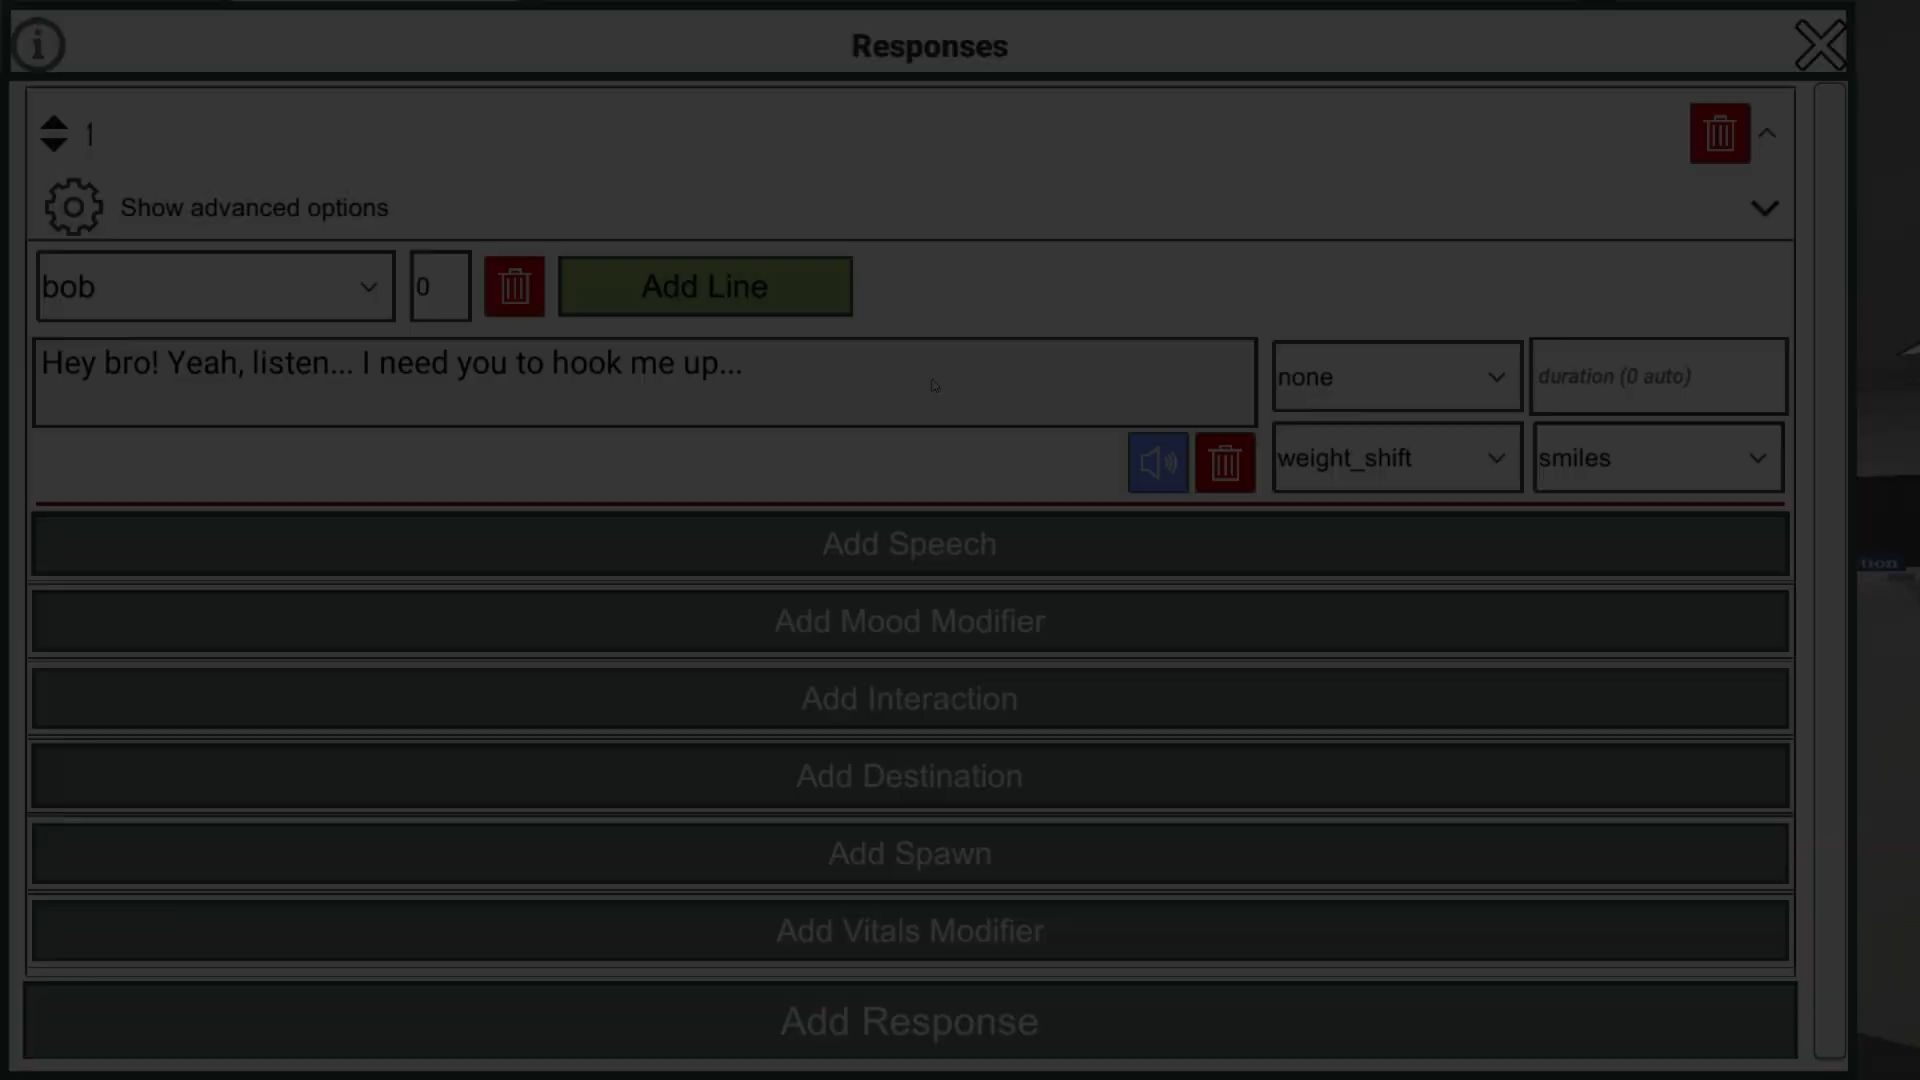 Responses
1
Show advanced options
bob
0
Add Line
Hey bro! Yeah, listen... I need you to hook me up...
none
duration (0 auto)
weight_shift
smiles
Add Speech
tion
Add Mood Modifier
Add Interaction
Add Destination
Add Spawn
Add Vitals Modifier
Add Response